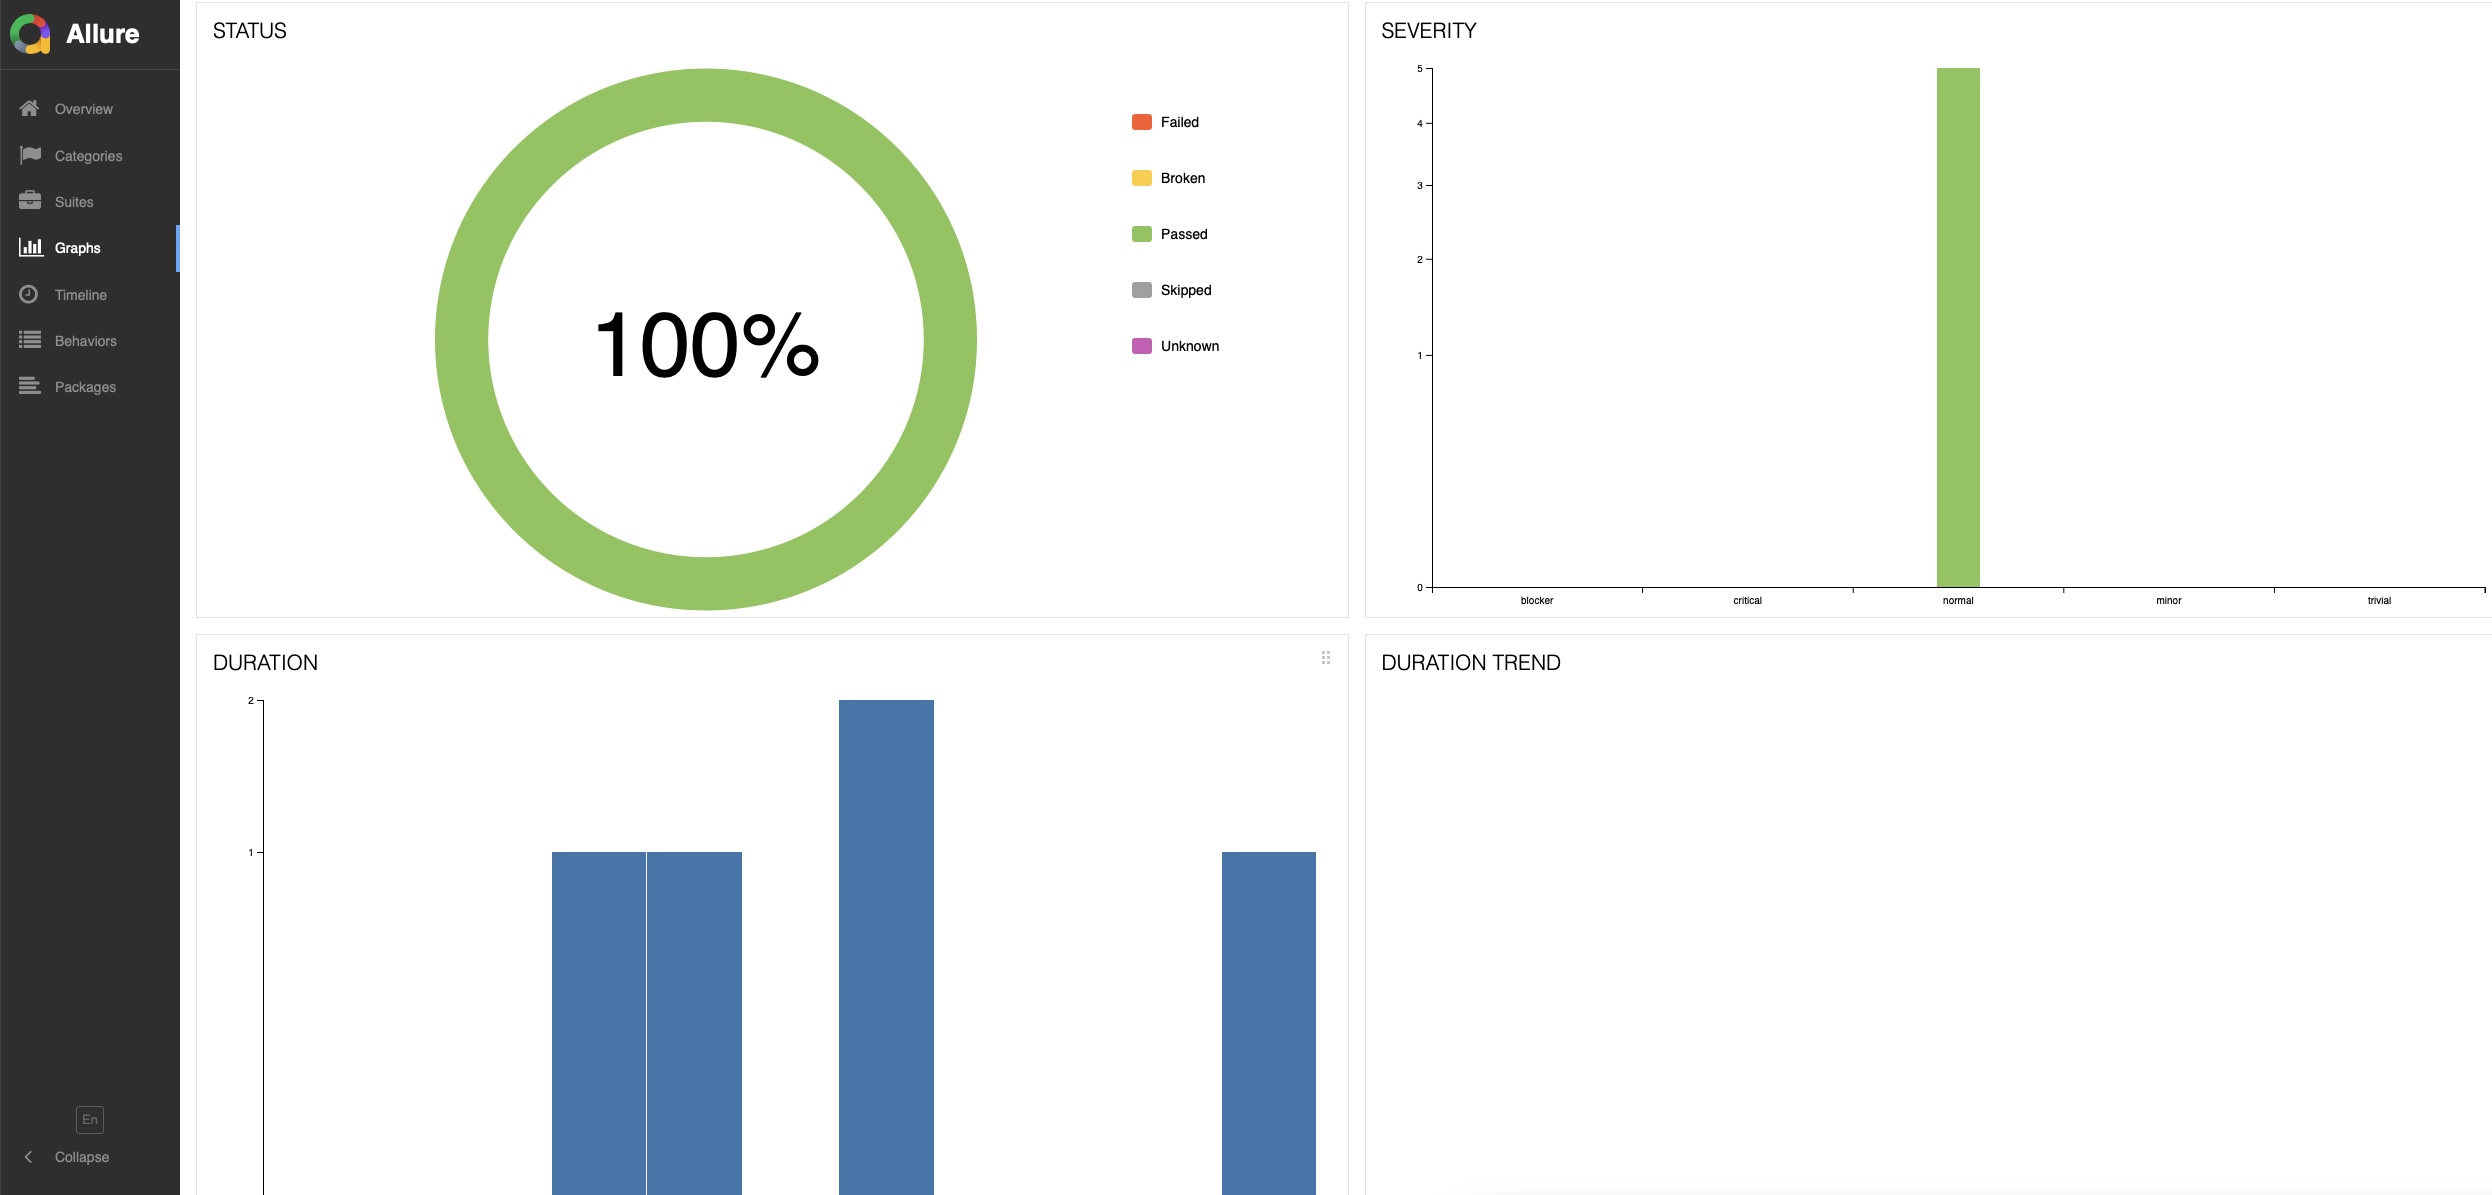 Allure
Overview
Categories
Suites
Graphs
Timeline
Behaviors
Packages
En
Collapse
STATUS
100%
Failed
Broken
Passed
Skipped
Unknown
SEVERITY
5
4
3
2
1
0
blocker critical normal minor trivial
DURATION
2
1
DURATION TREND